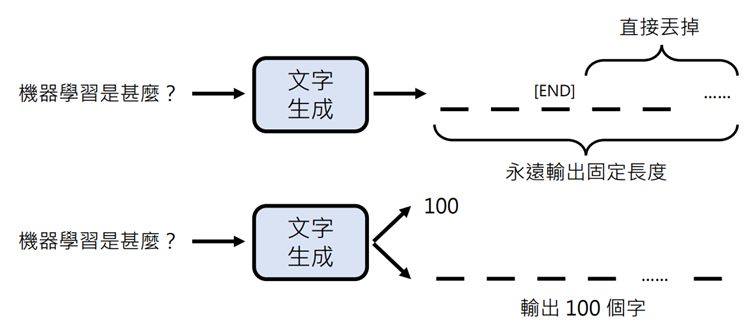 直接丟掉
機器學習是甚麼？
文字
生成
[END]
……
永遠輸出固定長度
機器學習是甚麼？
文字
生成
100
……
輸出 100 個字